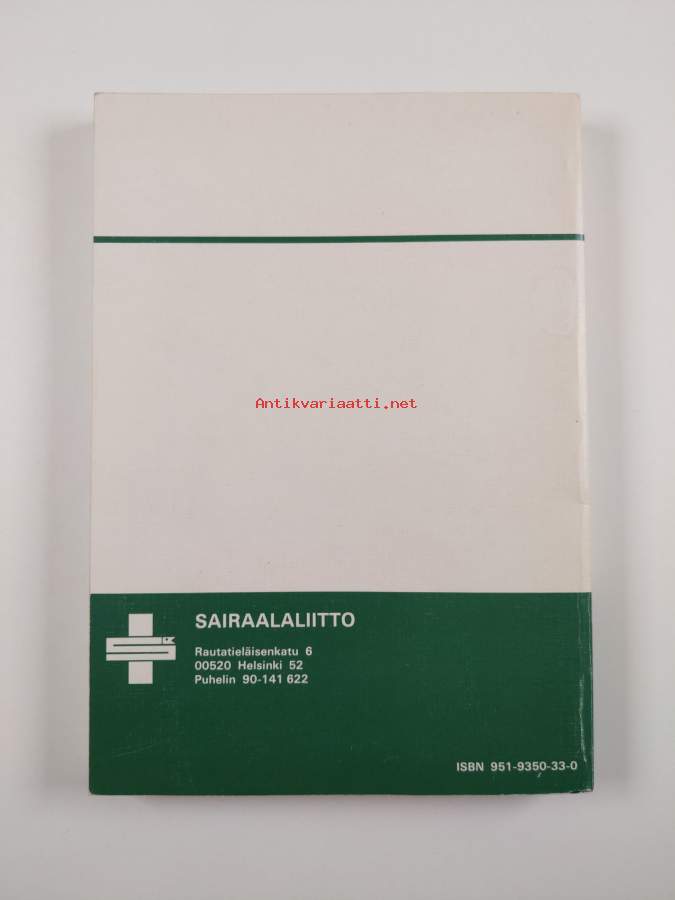 Antikvariaatti.net
SAIRAALALIITTO
Rautatieläisenkatu 6
00520 Helsinki 52
Puhelin 90-141 622
ISBN 951-9350-33-0